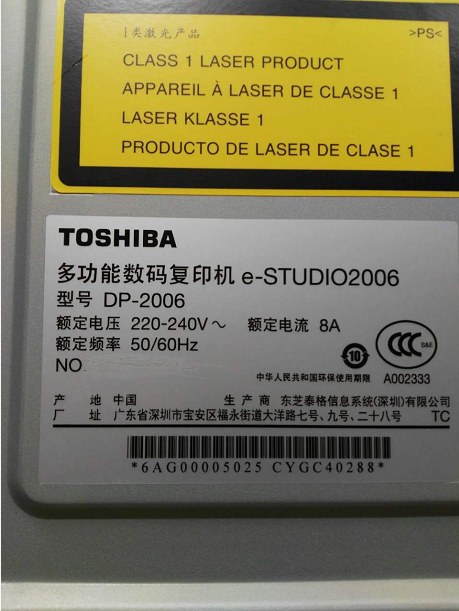 1类激光产品 >PS<
CLASS 1 LASER PRODUCT
APPAREIL À LASER DE CLASSE 1
LASER KLASSE 1
PRODUCTO DE LASER DE CLASE 1
TOSHIBA
多功能数码复印机 e-STUDIO2006
型号 DP-2006
额定电压 220-240V～ 额定电流 8A
额定频率 50/60Hz
NO.
10
CCC S&E
中华人民共和国环保使用期限 A002333
产 地 中国 生 产 商 东芝泰格信息系统(深圳)有限公司
厂 址 广东省深圳市宝安区福永街道大洋路七号、九号、二十八号 TC
*6AG00005025 CYGC40288*